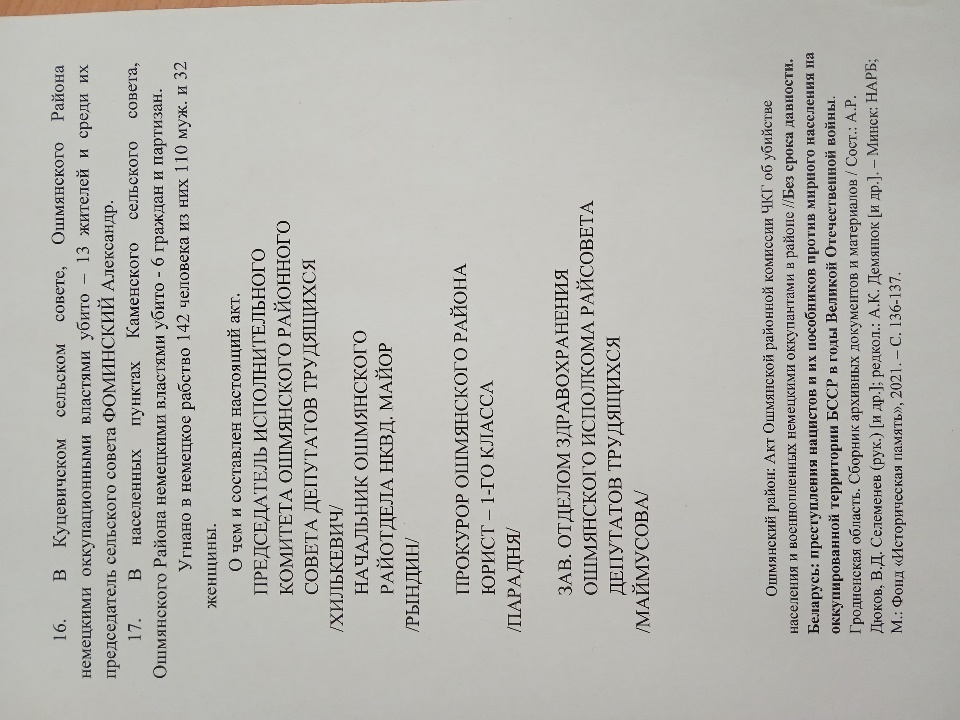 16. В Куцевичском сельском совете, Ошмянского Района
немецкими оккупационными властями убито – 13 жителей и среди их
председатель сельского совета ФОМИНСКИЙ Александр.
17. В населенных пунктах Каменского сельского совета,
Ошмянского Района немецкими властями убито - 6 граждан и партизан.
Угнано в немецкое рабство 142 человека из них 110 муж. и 32
женщины.
О чем и составлен настоящий акт.
ПРЕДСЕДАТЕЛЬ ИСПОЛНИТЕЛЬНОГО
КОМИТЕТА ОШМЯНСКОГО РАЙОННОГО
СОВЕТА ДЕПУТАТОВ ТРУДЯЩИХСЯ
/ХИЛЬКЕВИЧ/
НАЧАЛЬНИК ОШМЯНСКОГО
РАЙОТДЕЛА НКВД, МАЙОР
/РЫНДИН/
ПРОКУРОР ОШМЯНСКОГО РАЙОНА
ЮРИСТ – 1-ГО КЛАССА
/ПАРАДНЯ/
ЗАВ. ОТДЕЛОМ ЗДРАВОХРАНЕНИЯ
ОШМЯНСКОГО ИСПОЛКОМА РАЙСОВЕТА
ДЕПУТАТОВ ТРУДЯЩИХСЯ
/МАЙМУСОВА/
Ошмянский район: Акт Ошмянской районной комиссии ЧКГ об убийстве
населения и военнопленных немецкими оккупантами в районе //Без срока давности.
Беларусь: преступления нацистов и их пособников против мирного населения на
оккупированной территории БССР в годы Великой Отечественной войны.
Гродненская область. Сборник архивных документов и материалов / Сост.: А.Р.
Дюков, В.Д. Селеменев (рук.) [и др.]; редкол.: А.К. Демянюк [и др.]. – Минск: НАРБ;
М.: Фонд «Историческая память», 2021. – С. 136-137.